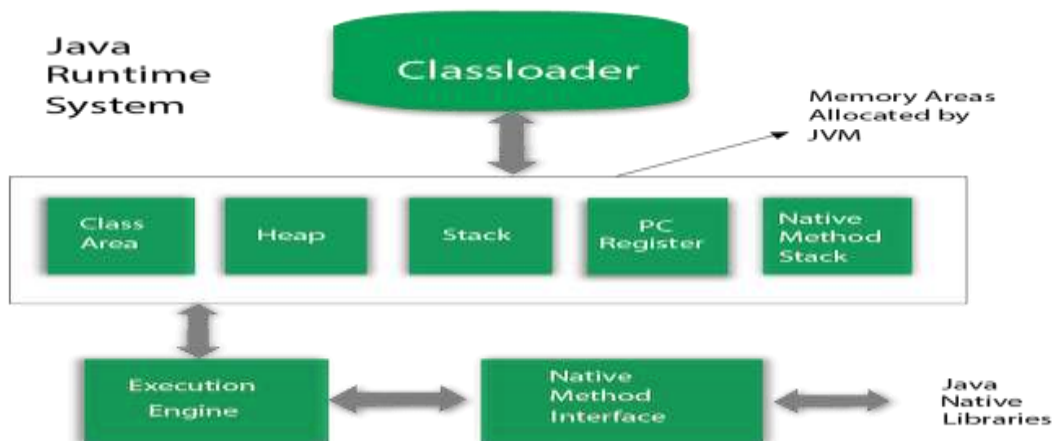 Java
Runtime
System
Classloader
Memory Areas
Allocated by
JVM
Class
Area
Heap
Stack
PC
Register
Native
Method
Stack
Execution
Engine
Native
Method
Interface
Java
Native
Libraries